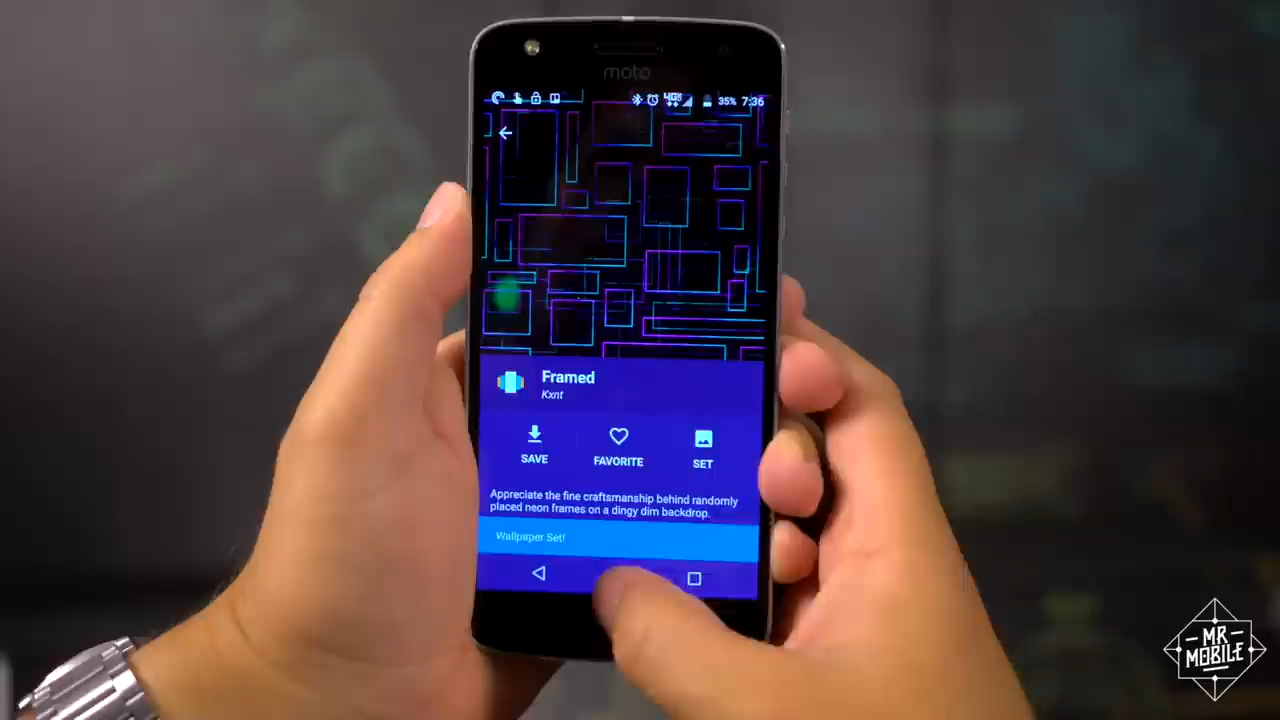 moto
4G 35% 7:36
Framed
Kxnt
SAVE
FAVORITE
SET
Appreciate the fine craftsmanship behind randomly
placed neon frames on a dingy dim backdrop.
Wallpaper Set!
MR
MOBILE